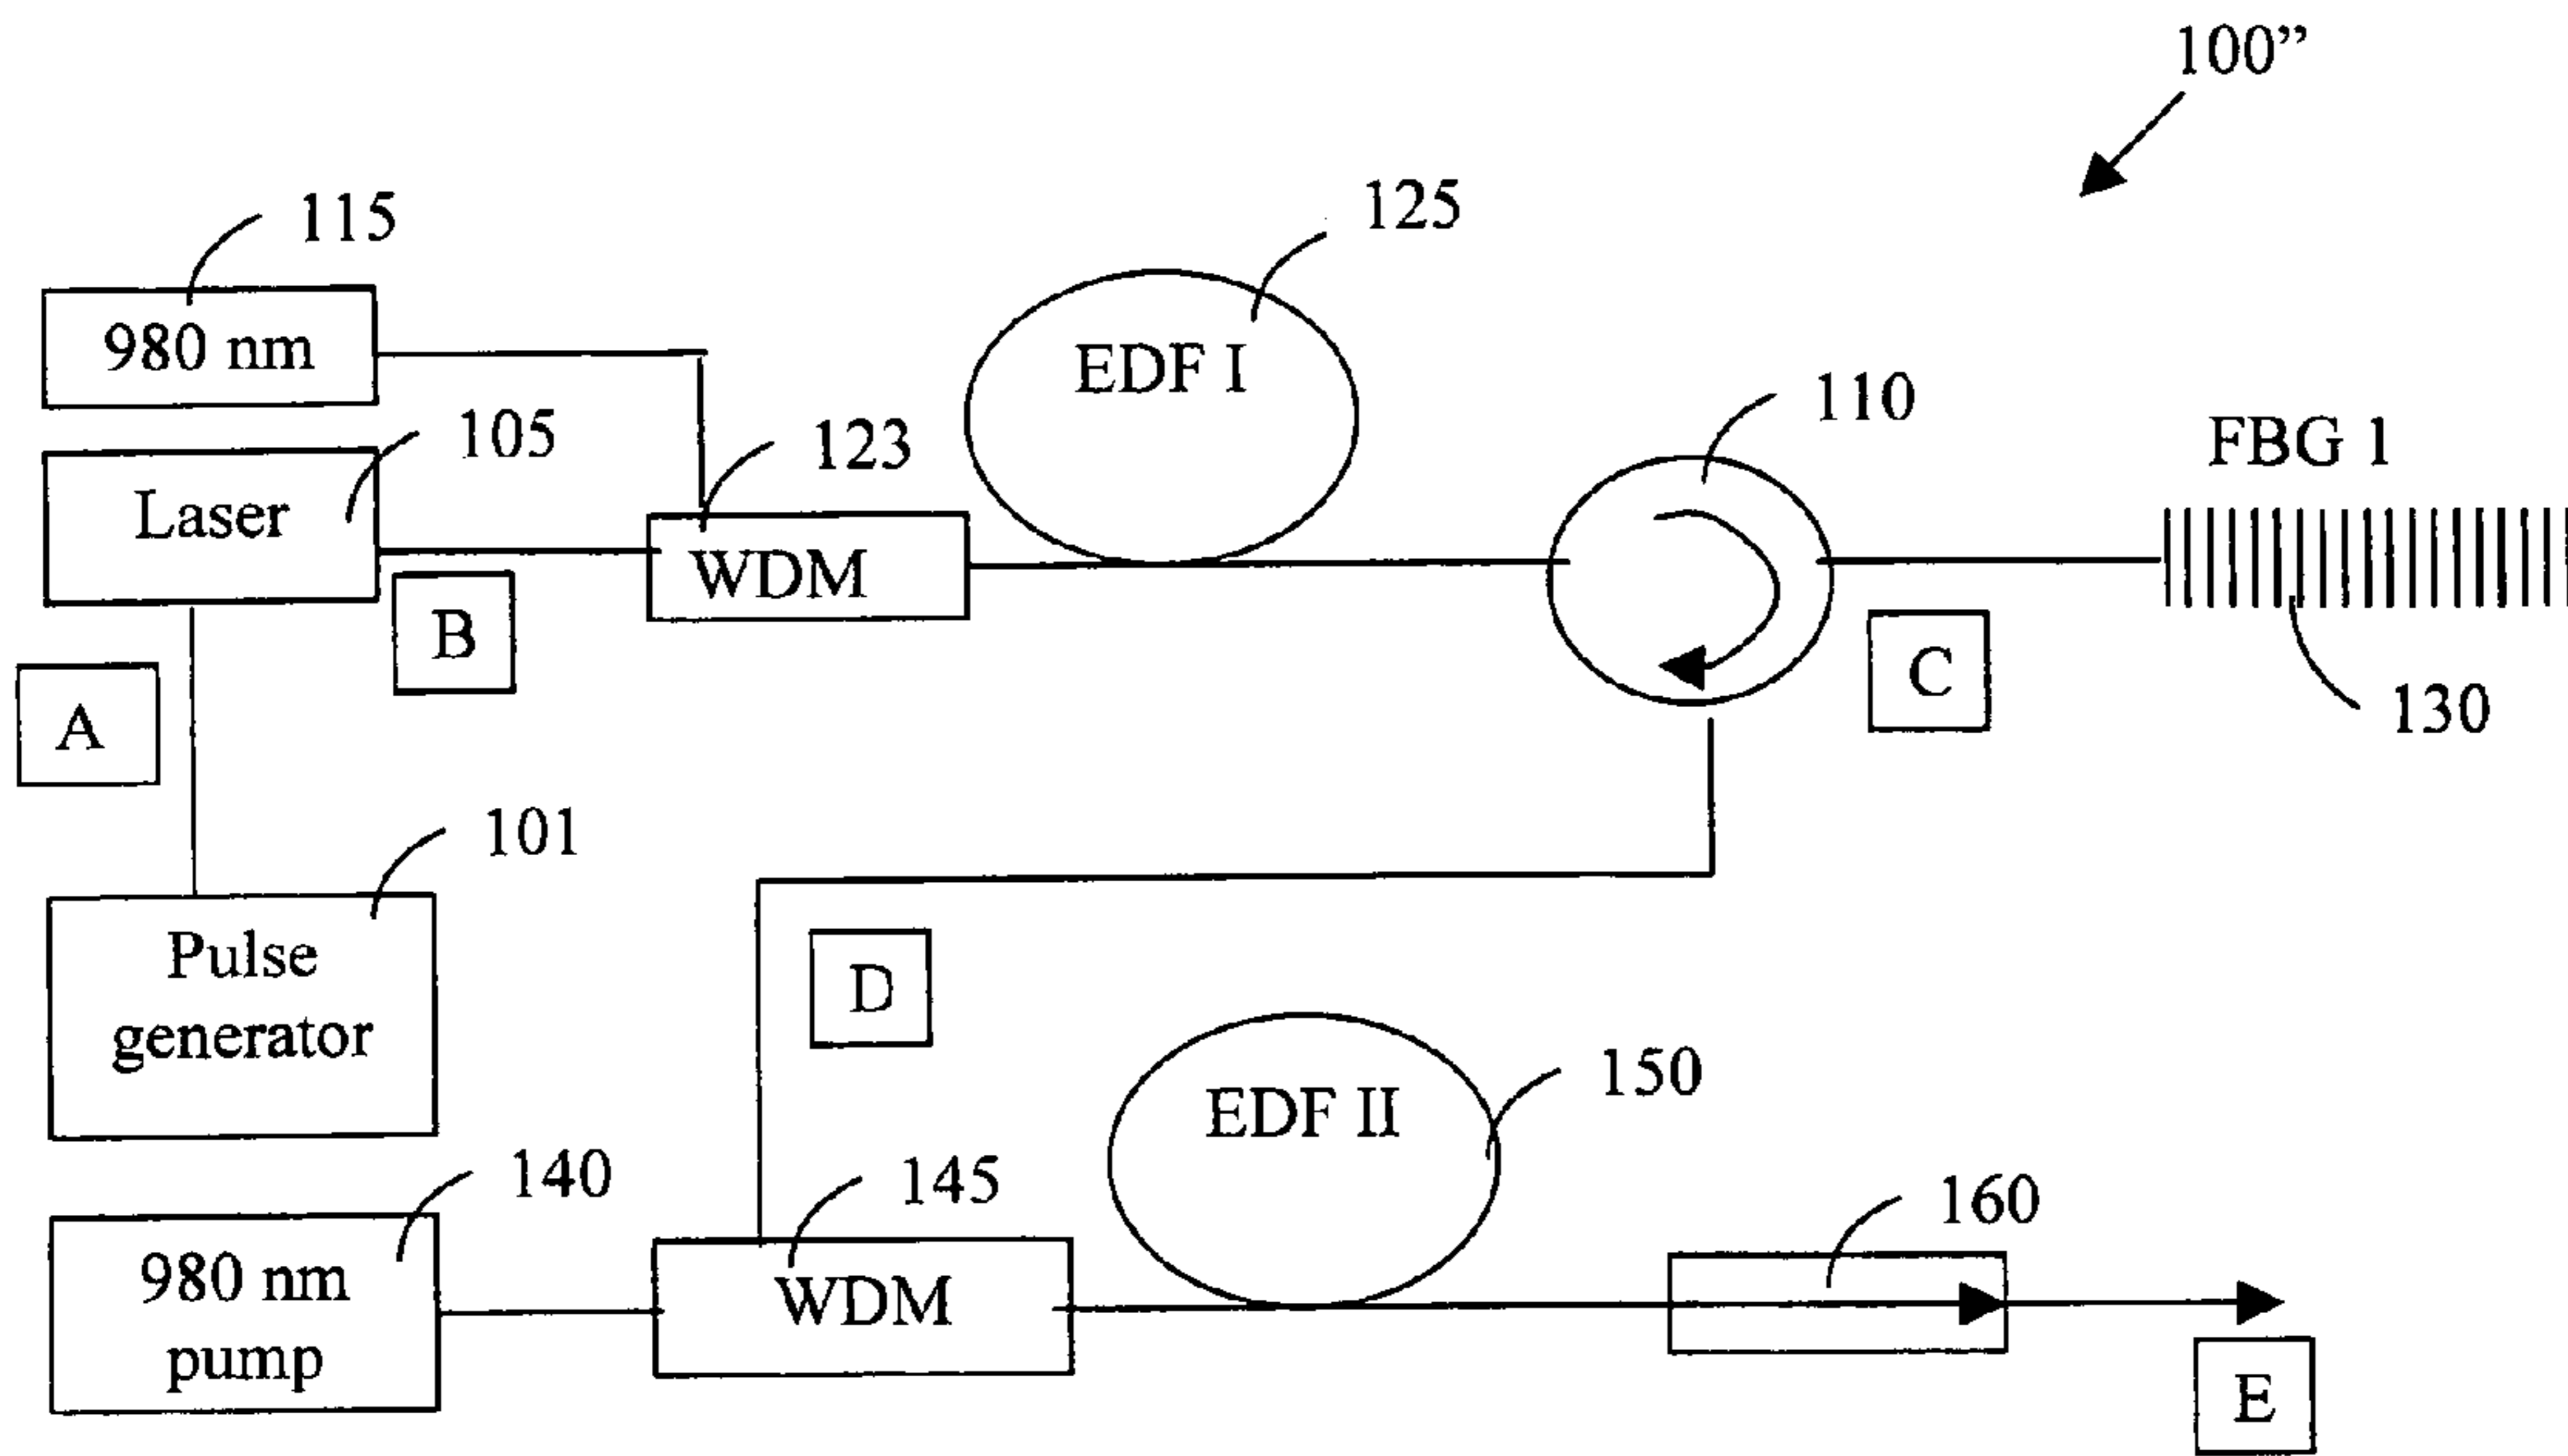 100”
115
125
980 nm
105
110
FBG 1
Laser
123
EDF I
WDM
B
A
C
130
101
Pulse
generator
D
140
145
EDF II
150
160
980 nm
pump
WDM
E